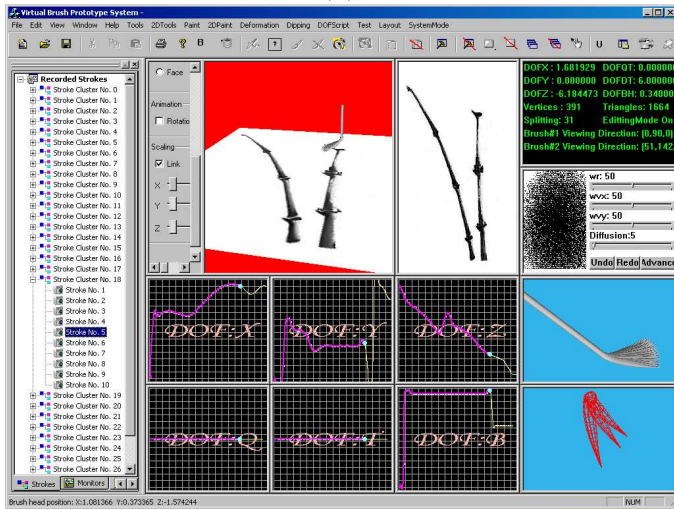 Virtual Brush Prototype System -
File Edit View Window Help Tools 2DTools Paint 2DPaint Deformation Dipping DOFScript Test Layout SystemMode
B U
Recorded Strokes
Stroke Cluster No. 0
Stroke Cluster No. 1
Stroke Cluster No. 2
Stroke Cluster No. 3
Stroke Cluster No. 4
Stroke Cluster No. 5
Stroke Cluster No. 6
Stroke Cluster No. 7
Stroke Cluster No. 8
Stroke Cluster No. 9
Stroke Cluster No. 10
Stroke Cluster No. 11
Stroke Cluster No. 12
Stroke Cluster No. 13
Stroke Cluster No. 14
Stroke Cluster No. 15
Stroke Cluster No. 16
Stroke Cluster No. 17
Stroke Cluster No. 18
Stroke No. 1
Stroke No. 2
Stroke No. 3
Stroke No. 4
Stroke No. 5
Stroke No. 6
Stroke No. 7
Stroke No. 8
Stroke No. 9
Stroke No. 10
Stroke Cluster No. 19
Stroke Cluster No. 20
Stroke Cluster No. 21
Stroke Cluster No. 22
Stroke Cluster No. 23
Stroke Cluster No. 24
Stroke Cluster No. 25
Stroke Cluster No. 26
Strokes Monitors
Face
Animation
Rotatio
Scaling
Link
X
Y
Z
DOFX : 1.681929 DOFQT: 0.000000
DOFY : 0.000000 DOFDT: 6.000000
DOFZ : -6.184473 DOFBH: 0.34000
Vertices : 391 Triangles: 1664
Splitting: 31 EdittingMode On
Brush#1 Viewing Direction: (0,90,0)
Brush#2 Viewing Direction: (51,142,
wr: 50
wvx: 50
wvy: 50
Diffusion:5
Undo Redo Advance
DOF:X
DOF:Y
DOF:Z
DOF:Q
DOF:T
DOF:B
Brush head position: X:1.081366 Y:0.373365 Z:-1.574244
NUM